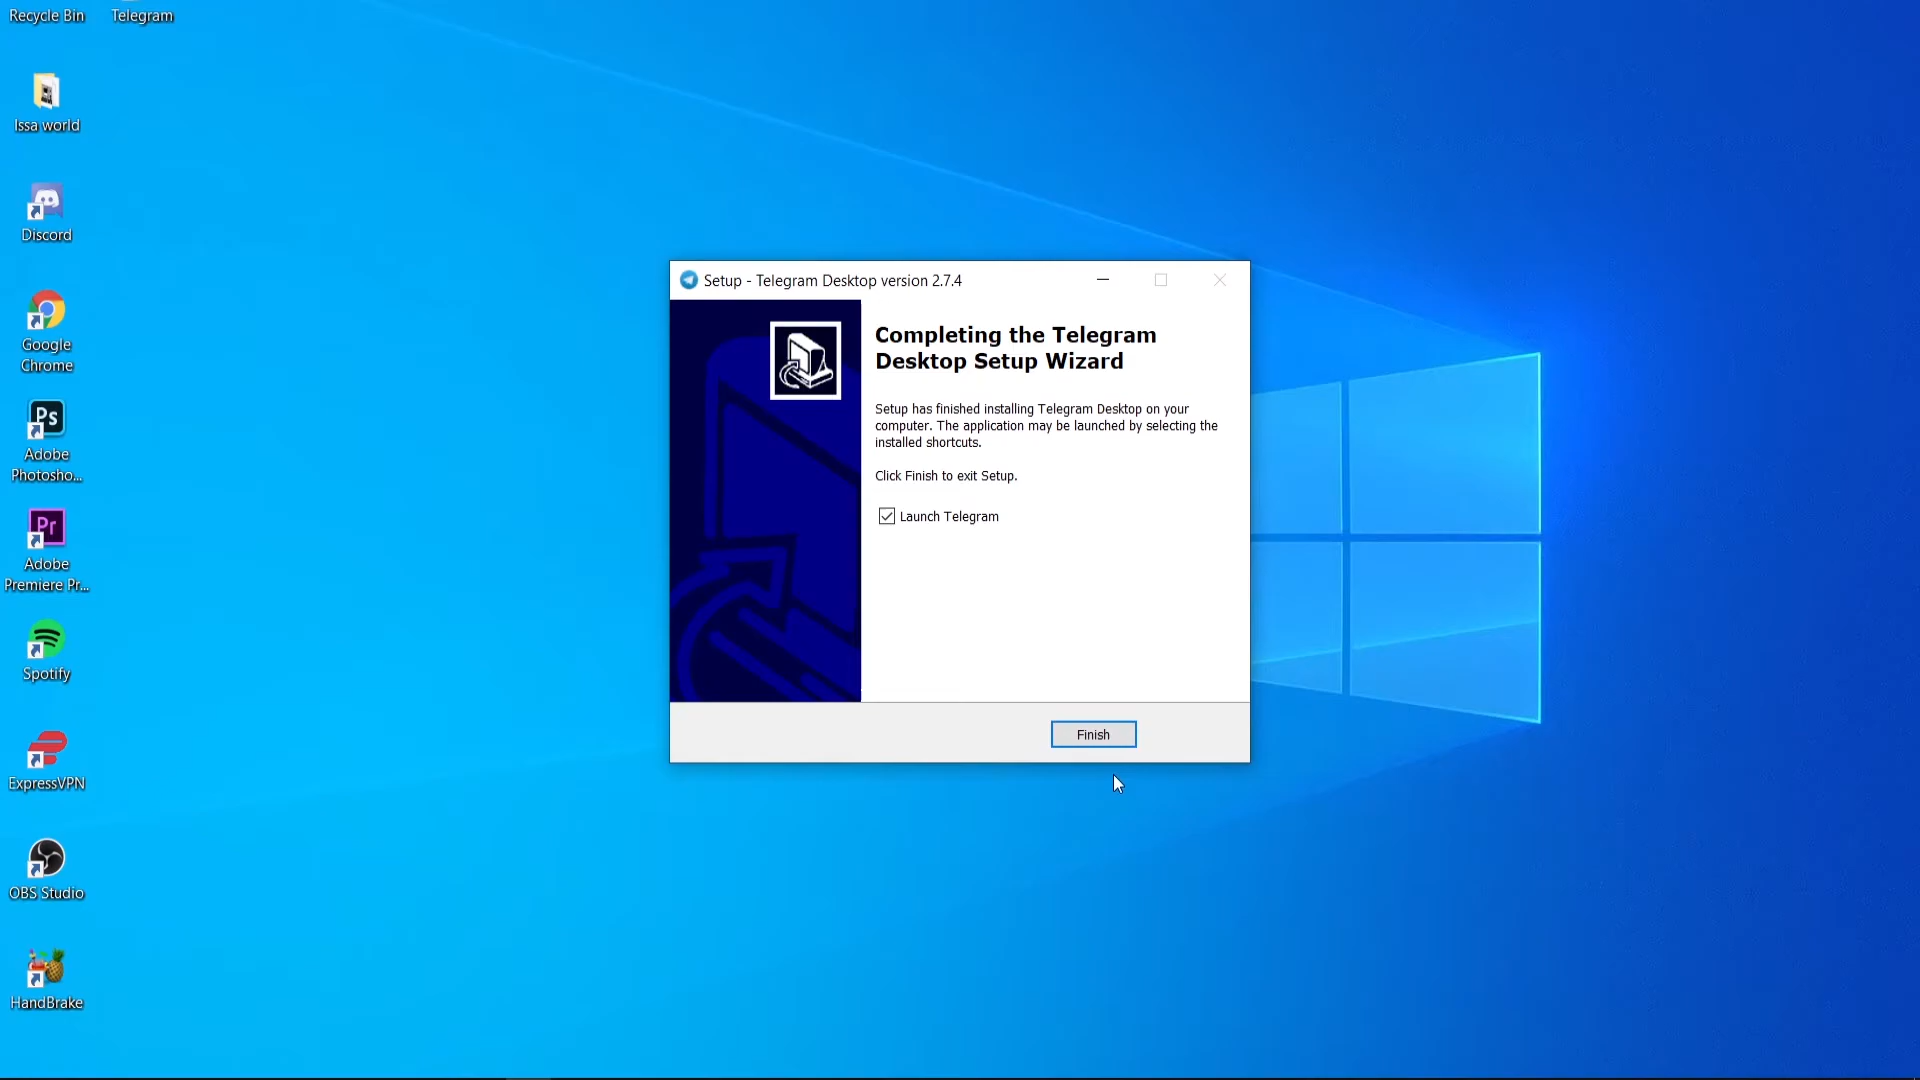 Recycle Bin
Telegram
Issa world
Discord
Google
Chrome
Ps
Adobe
Photosho...
Pr
Adobe
Premiere Pr...
Spotify
ExpressVPN
OBS Studio
HandBrake
Setup - Telegram Desktop version 2.7.4
Completing the Telegram
Desktop Setup Wizard
Setup has finished installing Telegram Desktop on your
computer. The application may be launched by selecting the
installed shortcuts.
Click Finish to exit Setup.
Launch Telegram
Finish